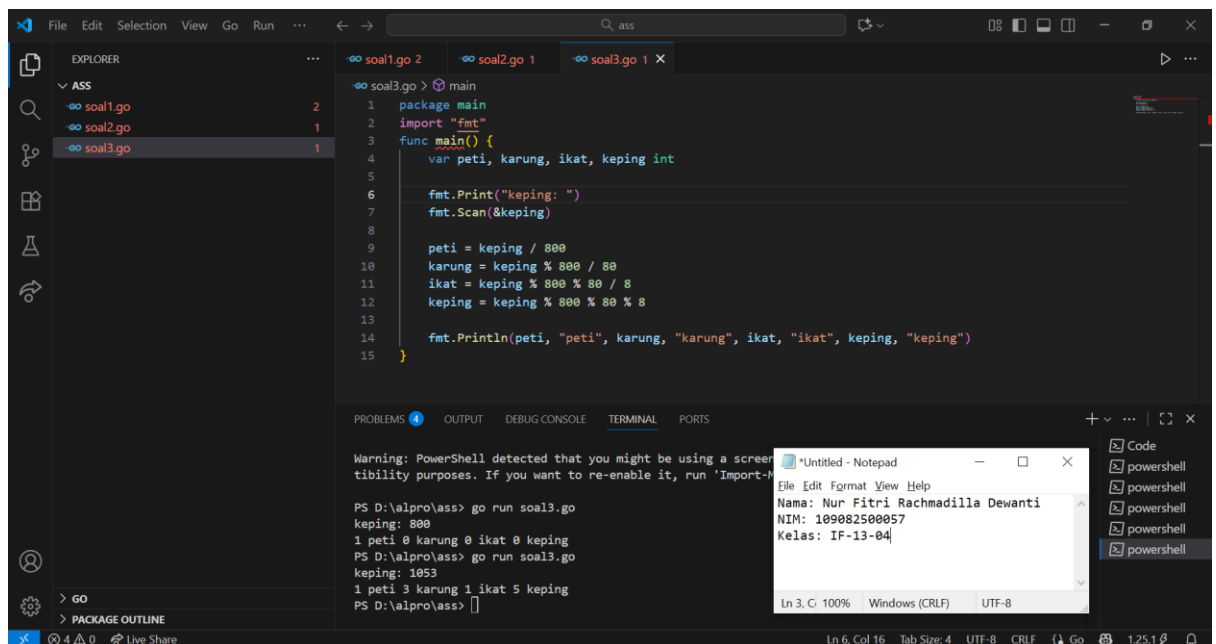 File Edit Selection View Go Run ···
ass
EXPLORER ···
ASS
soal1.go 2
soal2.go 1
soal3.go 1
GO
PACKAGE OUTLINE
soal1.go 2 soal2.go 1 soal3.go 1
soal3.go > main
1 package main
2 import "fmt"
3 func main() {
4 var peti, karung, ikat, keping int
5
6 fmt.Print("keping: ")
7 fmt.Scan(&keping)
8
9 peti = keping / 800
10 karung = keping % 800 / 80
11 ikat = keping % 800 % 80 / 8
12 keping = keping % 800 % 80 % 8
13
14 fmt.Println(peti, "peti", karung, "karung", ikat, "ikat", keping, "keping")
15 }
PROBLEMS 4 OUTPUT DEBUG CONSOLE TERMINAL PORTS
Warning: PowerShell detected that you might be using a screen
tibility purposes. If you want to re-enable it, run 'Import-M
PS D:\alpro\ass> go run soal3.go
keping: 800
1 peti 0 karung 0 ikat 0 keping
PS D:\alpro\ass> go run soal3.go
keping: 1053
1 peti 3 karung 1 ikat 5 keping
PS D:\alpro\ass>
Code
powershell
powershell
powershell
powershell
powershell
*Untitled - Notepad
File Edit Format View Help
Nama: Nur Fitri Rachmadilla Dewanti
NIM: 109082500057
Kelas: IF-13-04
Ln 3, C 100% Windows (CRLF) UTF-8
4 0 Live Share
Ln 6, Col 16 Tab Size: 4 UTF-8 CRLF Go 1.25.1